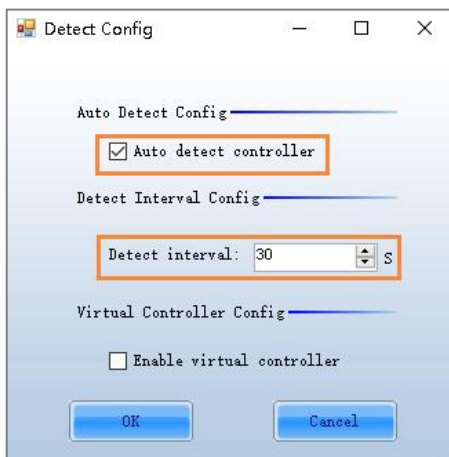 Detect Config
Auto Detect Config
Auto detect controller
Detect Interval Config
Detect interval: 30 S
Virtual Controller Config
Enable virtual controller
OK Cancel